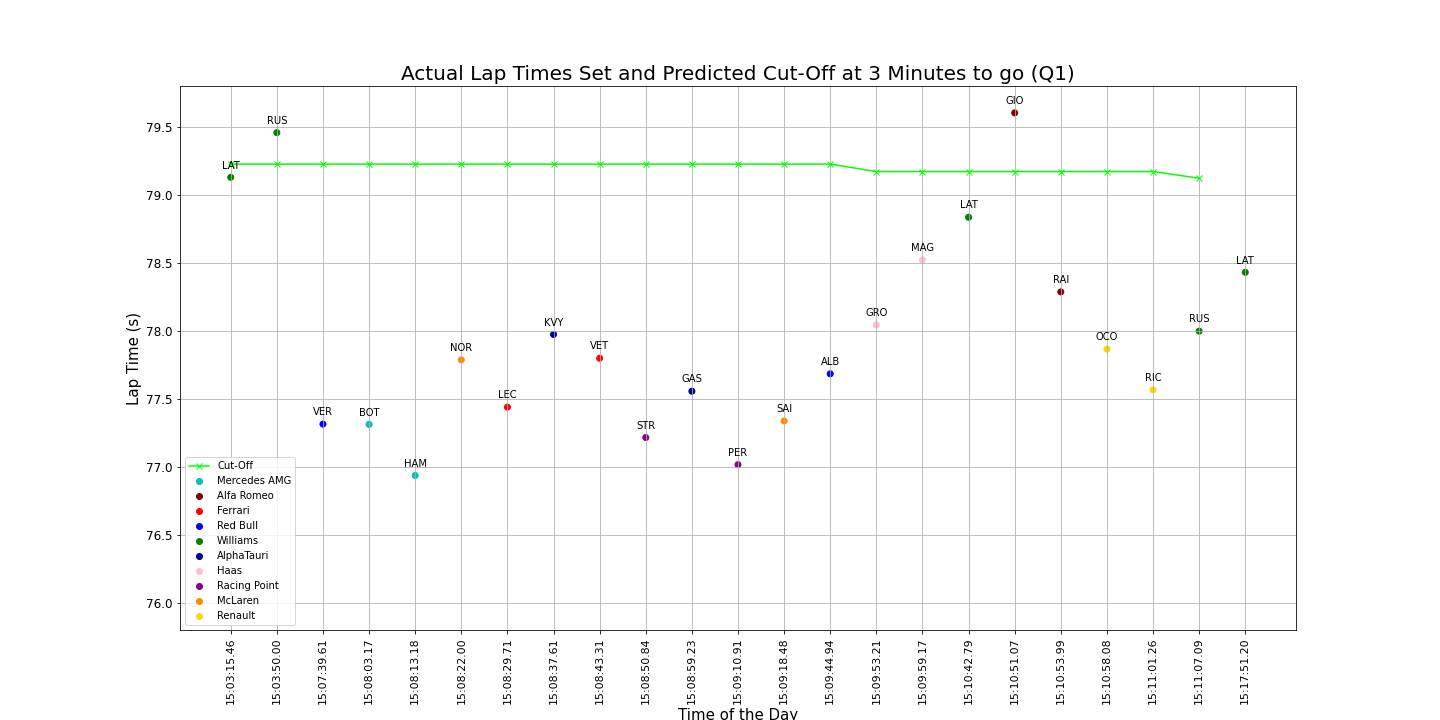 Actual Lap Times Set and Predicted Cut-Off at 3 Minutes to go (Q1)
Lap Time (s)
79.5
79.0
78.5
78.0
77.5
77.0
76.5
76.0
LAT
RUS
VER
BOT
HAM
NOR
LEC
KVY
VET
STR
GAS
PER
SAI
ALB
GRO
MAG
LAT
GIO
RAI
OCO
RIC
RUS
LAT
Cut-Off
Mercedes AMG
Alfa Romeo
Ferrari
Red Bull
Williams
AlphaTauri
Haas
Racing Point
McLaren
Renault
15:03:15.46
15:03:50.00
15:07:39.61
15:08:03.17
15:08:13.18
15:08:22.00
15:08:29.71
15:08:37.61
15:08:43.31
15:08:50.84
15:08:59.23
15:09:10.91
15:09:18.48
15:09:44.94
15:09:53.21
15:09:59.17
15:10:42.79
15:10:51.07
15:10:53.99
15:10:58.08
15:11:01.26
15:11:07.09
15:17:51.20
Time of the Day